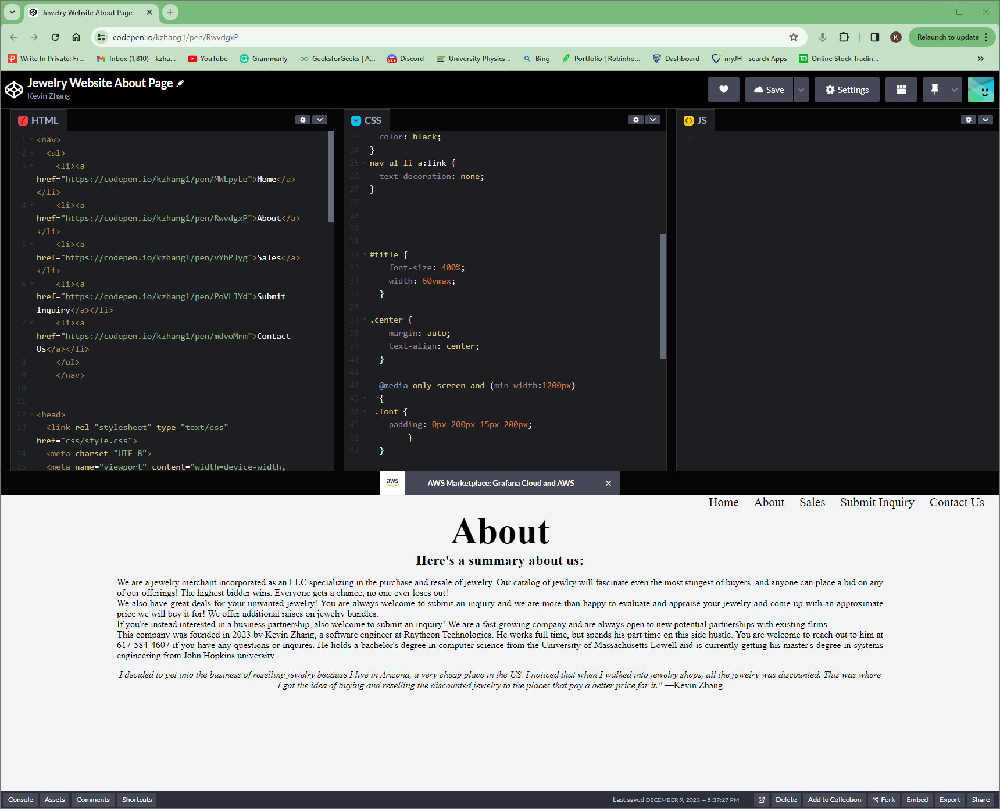 Jewelry Website About Page
codepen.io/kzhang1/pen/RwvdgxP
Relaunch to update
Write In Private: Fr... Inbox (1,810) - kzha... YouTube Grammarly GeeksforGeeks | A... Discord University Physics... Bing Portfolio | Robinho... Dashboard myJH - search Apps Online Stock Tradin...
Jewelry Website About Page
Kevin Zhang
Save Settings
HTML
1 <nav>
2 <ul>
3 <li><a
href="https://codepen.io/kzhang1/pen/MWLpyLe">Home</a>
</li>
4 <li><a
href="https://codepen.io/kzhang1/pen/RwvdgxP">About</a>
</li>
5 <li><a
href="https://codepen.io/kzhang1/pen/vYbPJyg">Sales</a>
</li>
6 <li><a
href="https://codepen.io/kzhang1/pen/PoVLJYd">Submit
Inquiry</a></li>
7 <li><a
href="https://codepen.io/kzhang1/pen/mdvoMrm">Contact
Us</a></li>
8 </ul>
9 </nav>
10
11
12 <head>
13 <link rel="stylesheet" type="text/css"
href="css/style.css">
14 <meta charset="UTF-8">
15 <meta name="viewport" content="width=device-width,
CSS
23 color: black;
24 }
25 nav ul li a:link {
26 text-decoration: none;
27 }
28
29
30
31
32 #title {
33 font-size: 400%;
34 width: 60vmax;
35 }
36
37 .center {
38 margin: auto;
39 text-align: center;
40 }
41
42 @media only screen and (min-width:1200px)
43 {
44 .font {
45 padding: 0px 200px 15px 200px;
46 }
47 }
JS
1
aws AWS Marketplace: Grafana Cloud and AWS
Home About Sales Submit Inquiry Contact Us
About
Here's a summary about us:
We are a jewelry merchant incorporated as an LLC specializing in the purchase and resale of jewelry. Our catalog of jewlry will fascinate even the most stingest of buyers, and anyone can place a bid on any
of our offerings! The highest bidder wins. Everyone gets a chance, no one ever loses out!
We also have great deals for your unwanted jewelry! You are always welcome to submit an inquiry and we are more than happy to evaluate and appraise your jewelry and come up with an approximate
price we will buy it for! We offer additional raises on jewelry bundles.
If you're instead interested in a business partnership, also welcome to submit an inquiry! We are a fast-growing company and are always open to new potential partnerships with existing firms.
This company was founded in 2023 by Kevin Zhang, a software engineer at Raytheon Technologies. He works full time, but spends his part time on this side hustle. You are welcome to reach out to him at
617-584-4607 if you have any questions or inquires. He holds a bachelor's degree in computer science from the University of Massachusetts Lowell and is currently getting his master's degree in systems
engineering from John Hopkins university.
I decided to get into the business of reselling jewelry because I live in Arizona, a very cheap place in the US. I noticed that when I walked into jewelry shops, all the jewelry was discounted. This was where
I got the idea of buying and reselling the discounted jewelry to the places that pay a better price for it." —Kevin Zhang
Console Assets Comments Shortcuts Last saved DECEMBER 9, 2023 — 5:37:27 PM Delete Add to Collection Fork Embed Export Share